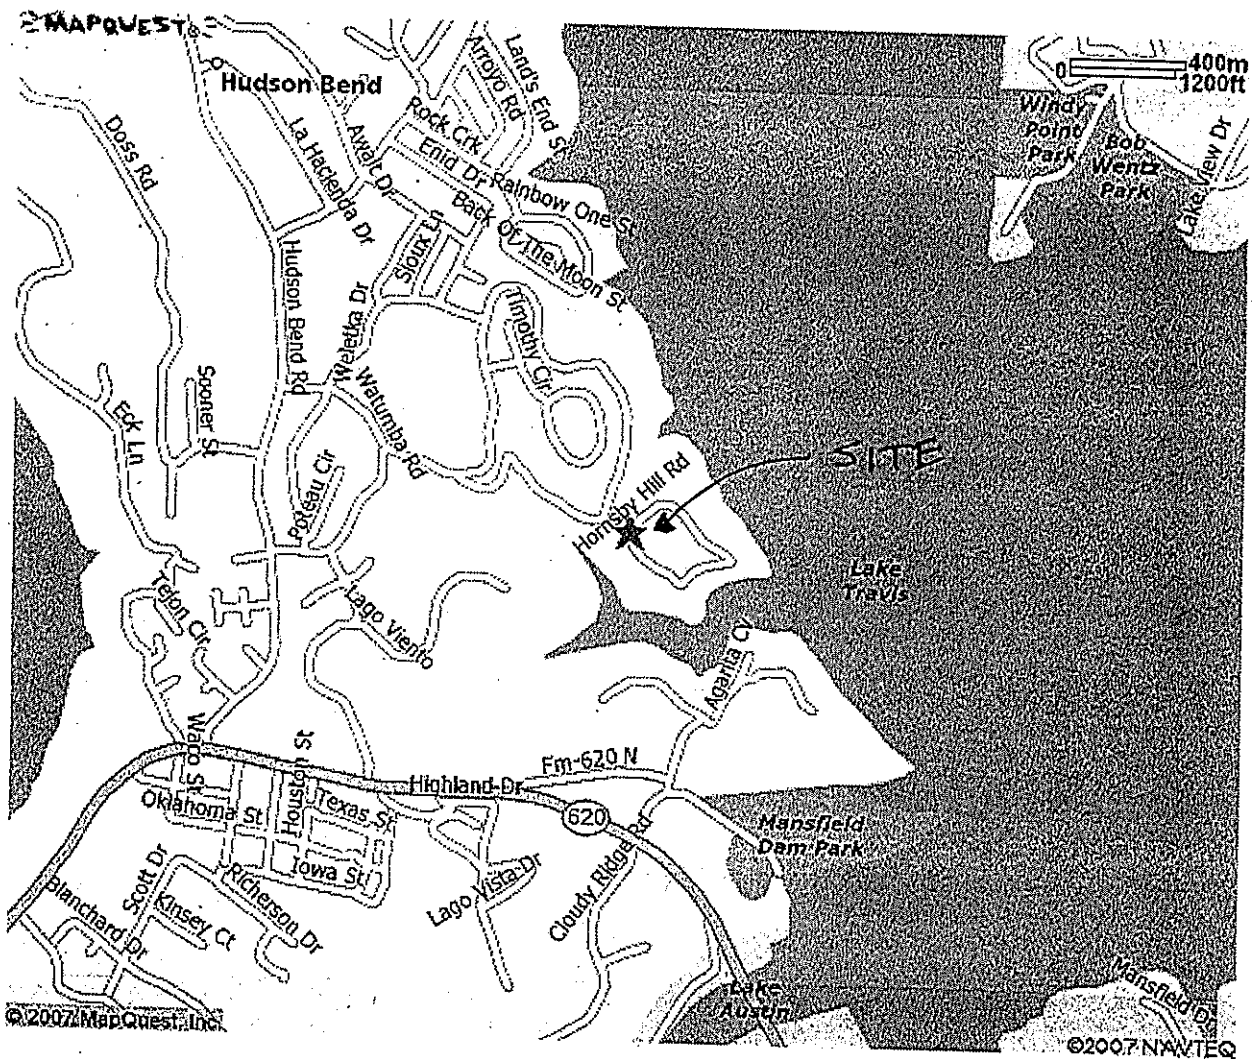 MAPQUEST
Hudson Bend
0
400m
1200ft
Windy
Point
Park
Bob
Wentz
Park
Lake View Dr
Doss Rd
La Hacienda Dr
Await Dr
Rock Crk
Arroyo Rd
Land's End St
Enid Dr
Rainbow One St
Back Of The Moon St
Sioux Ln
Hudson Bend Rd
Weletka Dr
Timothy Cir
Watumba Rd
Eck Ln
Sooner St
Poteau Cir
Hornsby Hill Rd
SITE
Lake
Travis
Tejon Cir
Lago Viento
Agarita Cv
Waco St
Houston St
Highland Dr
Fm-620 N
620
Oklahoma St
Texas St
Iowa St
Mansfield
Dam Park
Scott Dr
Richerson Dr
Kinsey Ct
Blanchard Dr
Lago Vista Dr
Cloudy Ridge Rd
Lake
Austin
Mansfield Dr
© 2007 MapQuest, Inc.
©2007 NAVTEQ